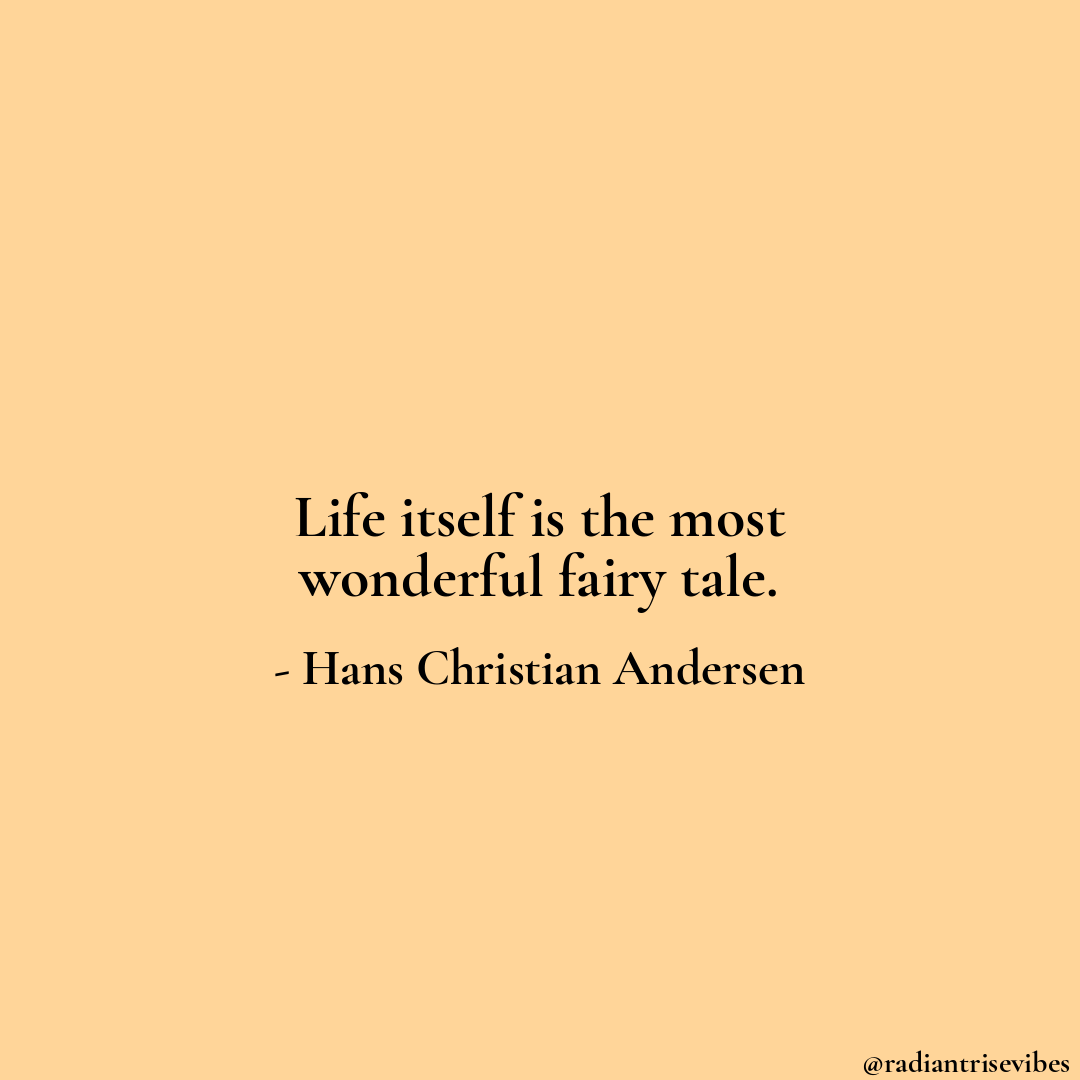 Life itself is the most
wonderful fairy tale.
- Hans Christian Andersen
@radiantrisevibes